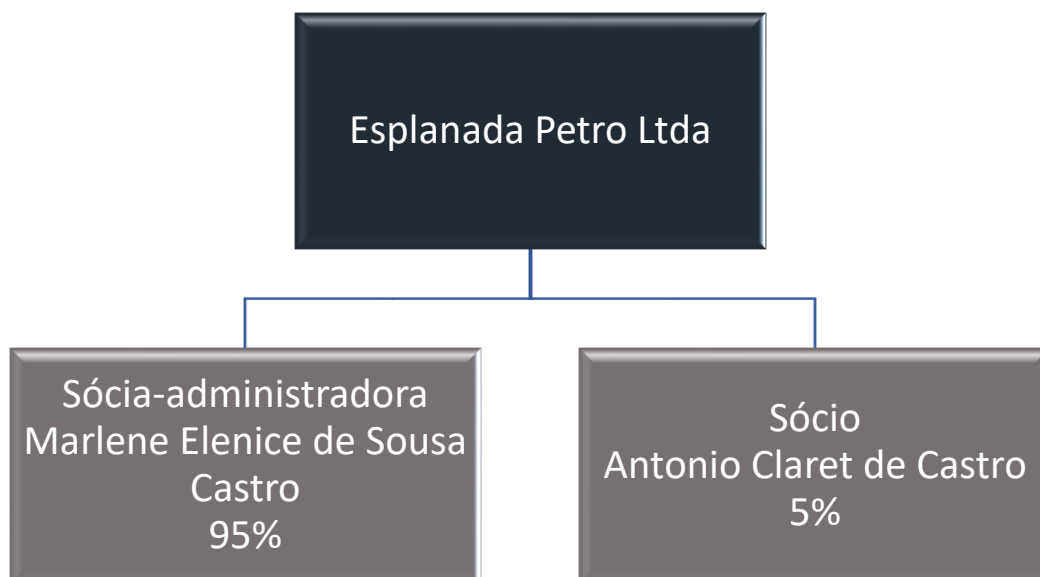 Esplanada Petro Ltda
Sócia-administradora
Marlene Elenice de Sousa
Castro
95%
Sócio
Antonio Claret de Castro
5%